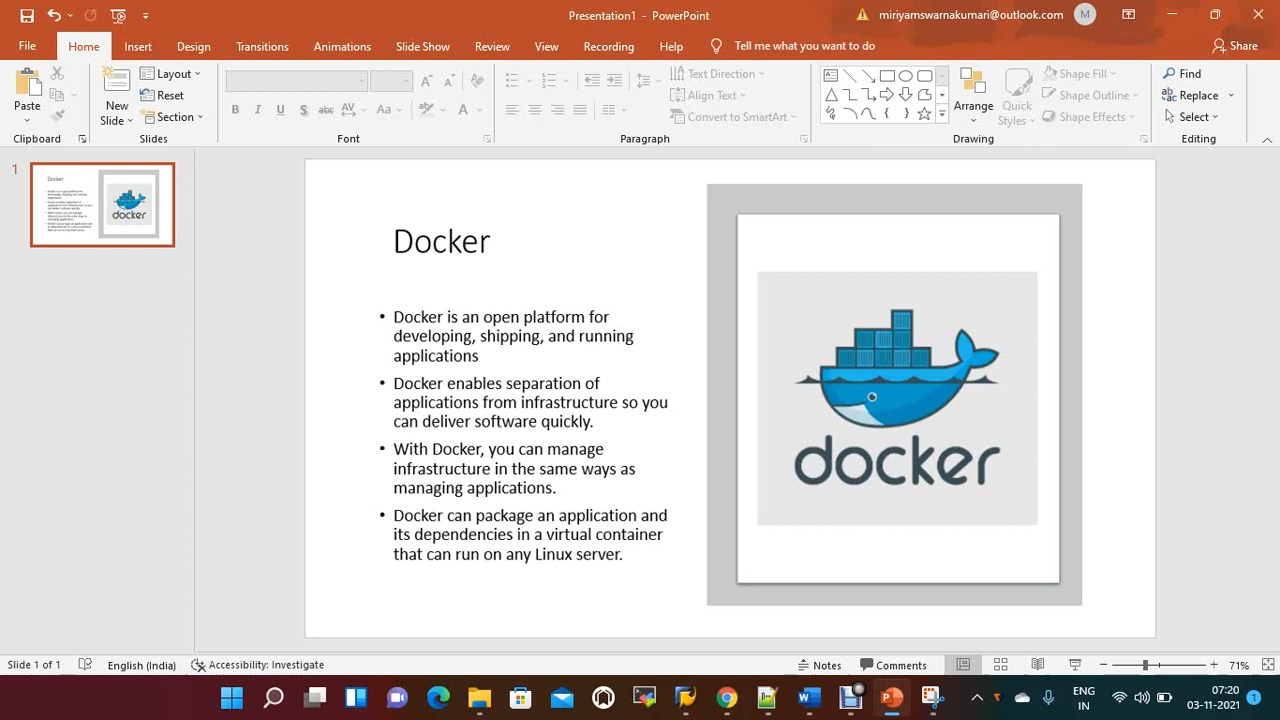 Presentation1 - PowerPoint
miriyamswarnakumari@outlook.com
M
File Home Insert Design Transitions Animations Slide Show Review View Recording Help Tell me what you want to do
Share
Paste
Clipboard
New Slide
Layout
Reset
Section
Slides
B I U S abc AV Aa A
Font
Text Direction
Align Text
Convert to SmartArt
Paragraph
Arrange
Quick Styles
Shape Fill
Shape Outline
Shape Effects
Drawing
Find
Replace
Select
Editing
1
Docker
• Docker is an open platform for
developing, shipping, and running
applications
• Docker enables separation of
applications from infrastructure so you
can deliver software quickly.
• With Docker, you can manage
infrastructure in the same ways as
managing applications.
• Docker can package an application and
its dependencies in a virtual container
that can run on any Linux server.
docker
Slide 1 of 1
English (India)
Accessibility: Investigate
Notes
Comments
71%
ENG
IN
07:20
03-11-2021
1